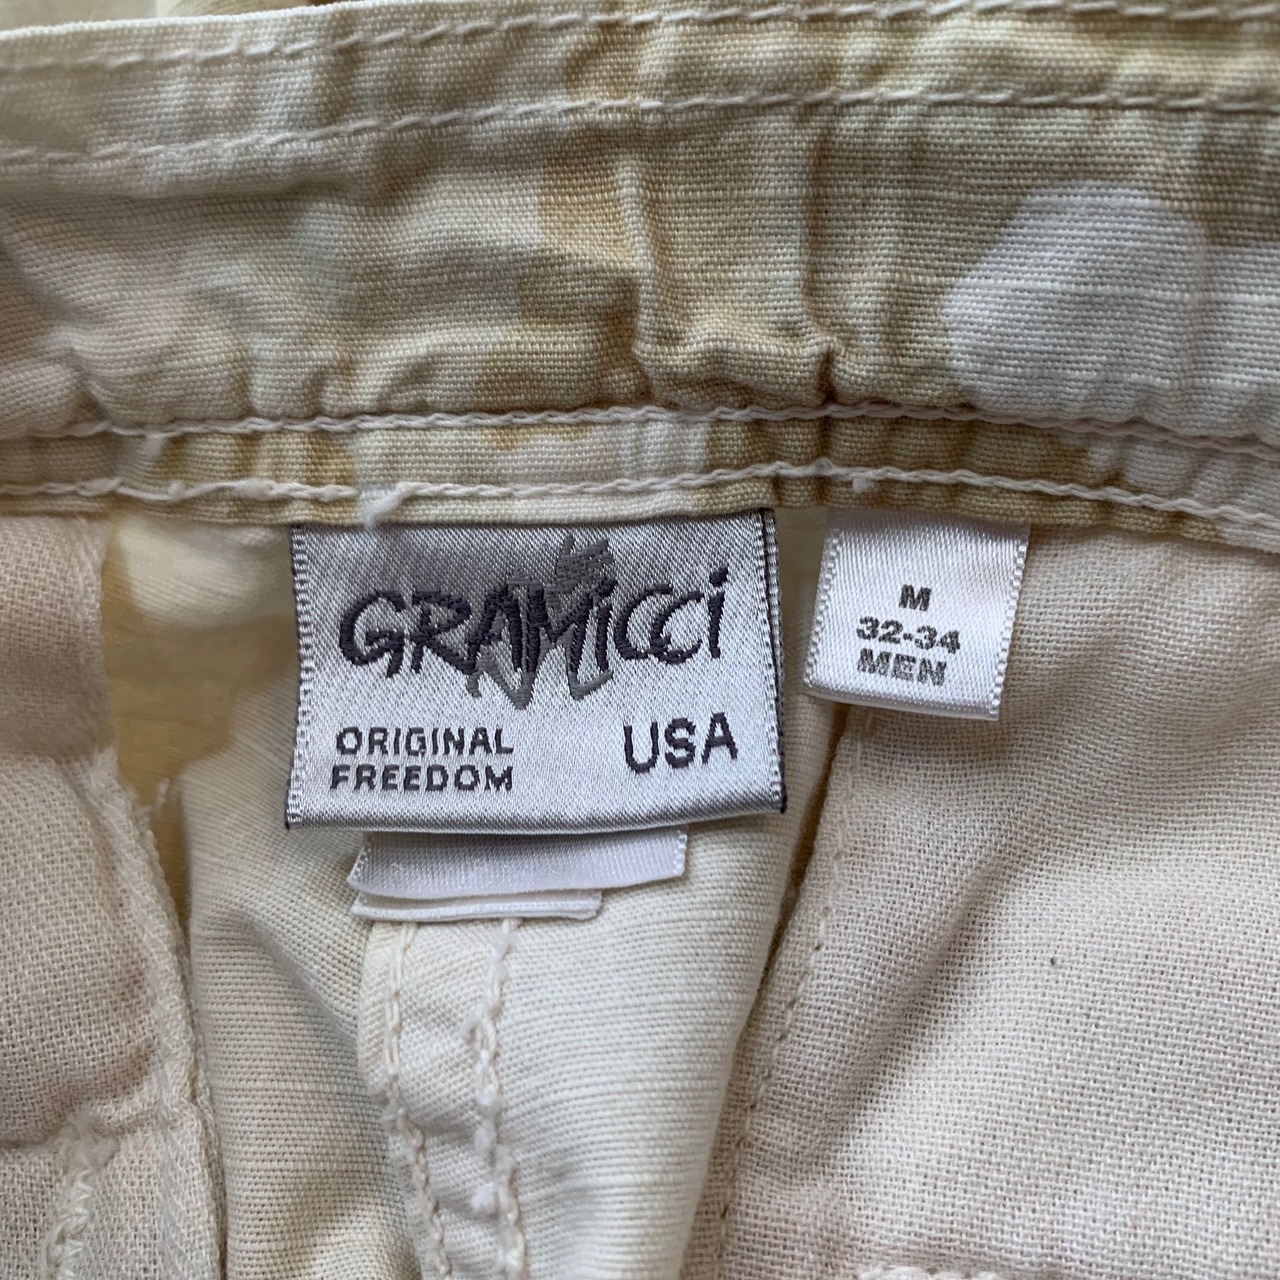 GRAMICCI
ORIGINAL
FREEDOM
USA
M
32-34
MEN